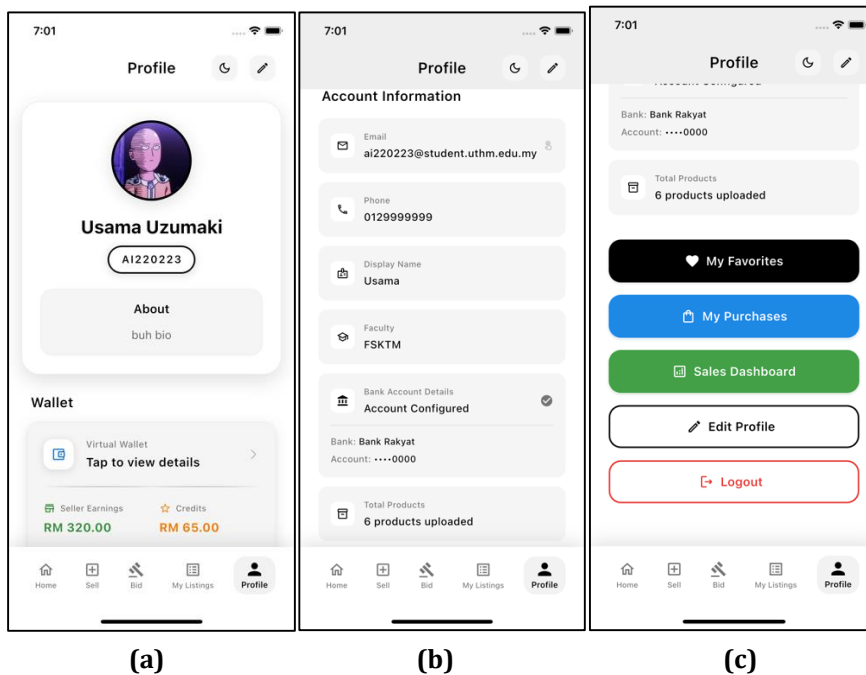 7:01
Profile
Usama Uzumaki
AI220223
About
buh bio
Wallet
Virtual Wallet
Tap to view details
Seller Earnings
Credits
RM 320.00
RM 65.00
Home
Sell
Bid
My Listings
Profile
(a)
7:01
Profile
Account Information
Email
ai220223@student.uthm.edu.my
Phone
0129999999
Display Name
Usama
Faculty
FSKTM
Bank Account Details
Account Configured
Bank: Bank Rakyat
Account: ····0000
Total Products
6 products uploaded
Home
Sell
Bid
My Listings
Profile
(b)
7:01
Profile
Account Configured
Bank: Bank Rakyat
Account: ····0000
Total Products
6 products uploaded
My Favorites
My Purchases
Sales Dashboard
Edit Profile
Logout
Home
Sell
Bid
My Listings
Profile
(c)